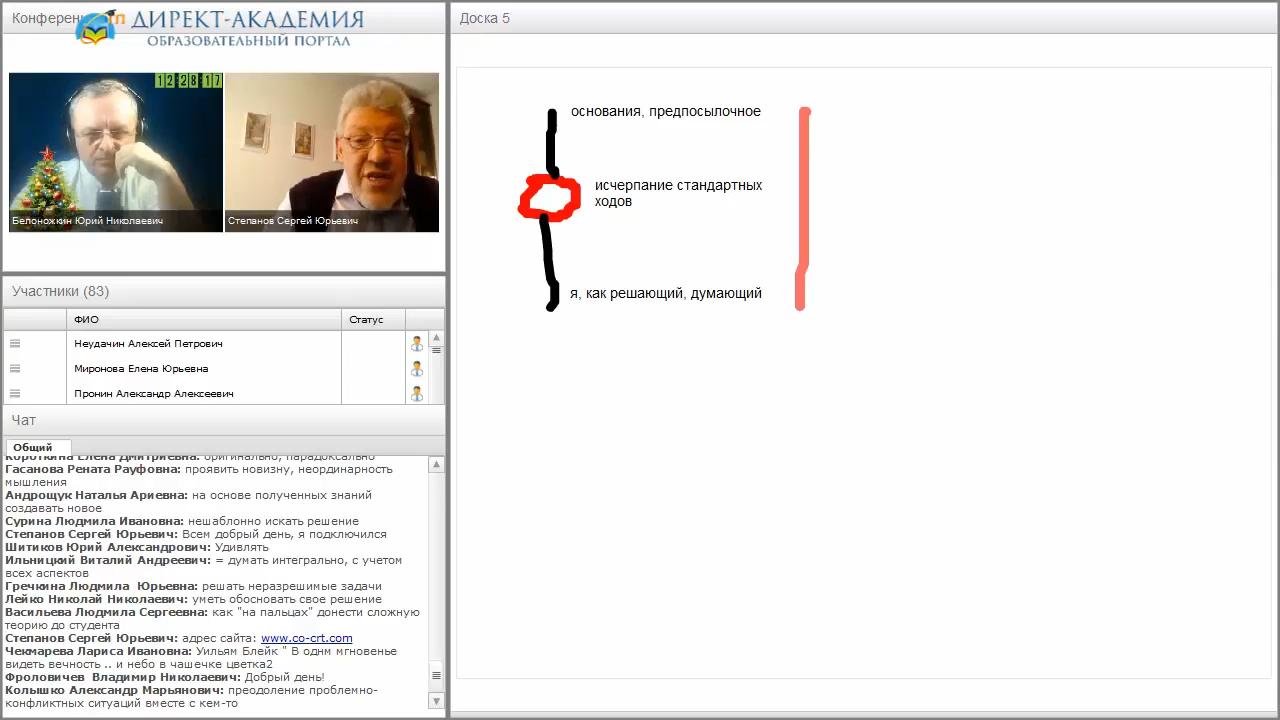 Конферен
ДИРЕКТ-АКАДЕМИЯ
ОБРАЗОВАТЕЛЬНЫЙ ПОРТАЛ
12:28:17
Белоножкин Юрий Николаевич
Степанов Сергей Юрьевич
Участники (83)
ФИО
Статус
Неудачин Алексей Петрович
Миронова Елена Юрьевна
Пронин Александр Алексеевич
Чат
Общий
Короткина Елена Дмитриевна: оригинально, парадоксально
Гасанова Рената Рауфовна: проявить новизну, неординарность
мышления
Андрощук Наталья Ариевна: на основе полученных знаний
создавать новое
Сурина Людмила Ивановна: нешаблонно искать решение
Степанов Сергей Юрьевич: Всем добрый день, я подключился
Шитиков Юрий Александрович: Удивлять
Ильницкий Виталий Андреевич: = думать интегрально, с учетом
всех аспектов
Гречкина Людмила Юрьевна: решать неразрешимые задачи
Лейко Николай Николаевич: уметь обосновать свое решение
Васильева Людмила Сергеевна: как "на пальцах" донести сложную
теорию до студента
Степанов Сергей Юрьевич: адрес сайта: www.co-crt.com
Чекмарева Лариса Ивановна: Уильям Блейк " В однм мгновенье
видеть вечность .. и небо в чашечке цветка2
Фроловичев Владимир Николаевич: Добрый день!
Колышко Александр Марьянович: преодоление проблемно-
конфликтных ситуаций вместе с кем-то
Доска 5
основания, предпосылочное
исчерпание стандартных
ходов
я, как решающий, думающий